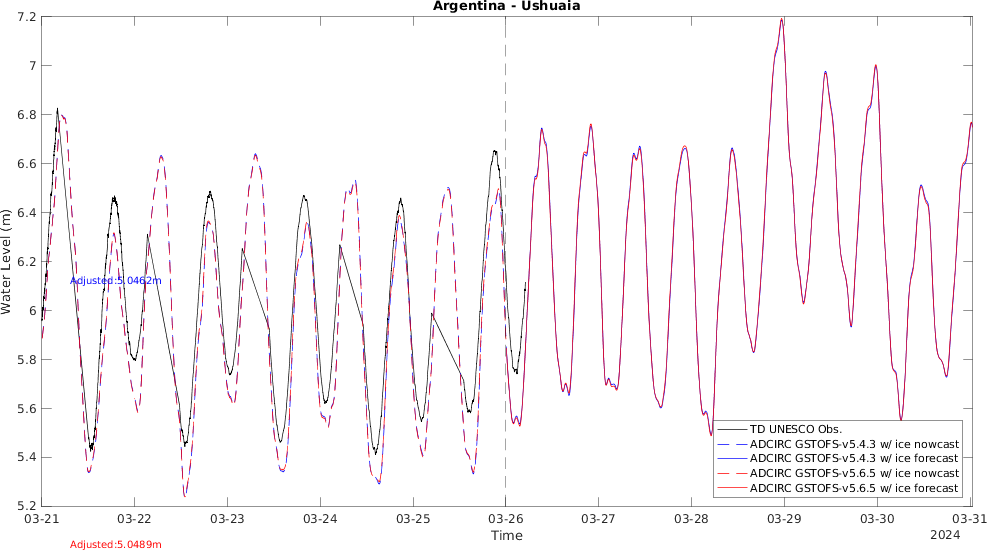 Argentina - Ushuaia
7.2
7
6.8
6.6
6.4
6.2
6
5.8
5.6
5.4
5.2
Water Level (m)
Adjusted:5.0462m
TD UNESCO Obs.
ADCIRC GSTOFS-v5.4.3 w/ ice nowcast
ADCIRC GSTOFS-v5.4.3 w/ ice forecast
ADCIRC GSTOFS-v5.6.5 w/ ice nowcast
ADCIRC GSTOFS-v5.6.5 w/ ice forecast
03-21 03-22 03-23 03-24 03-25 03-26 03-27 03-28 03-29 03-30 03-31
Time
2024
Adjusted:5.0489m